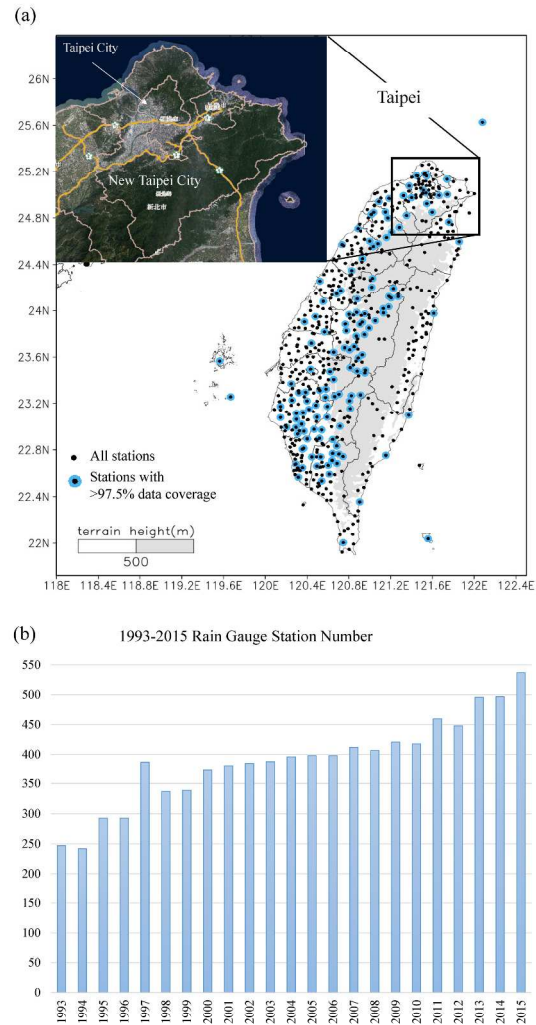 (a)
Taipei City
New Taipei City
新北市
Taipei
26N
25.6N
25.2N
24.8N
24.4N
24N
23.6N
23.2N
22.8N
22.4N
22N
All stations
Stations with
>97.5% data coverage
terrain height(m)
500
118E 118.4E 118.8E 119.2E 119.6E 120E 120.4E 120.8E 121.2E 121.6E 122E 122.4E
(b)
1993-2015 Rain Gauge Station Number
550
500
450
400
350
300
250
200
150
100
50
0
1993 1994 1995 1996 1997 1998 1999 2000 2001 2002 2003 2004 2005 2006 2007 2008 2009 2010 2011 2012 2013 2014 2015